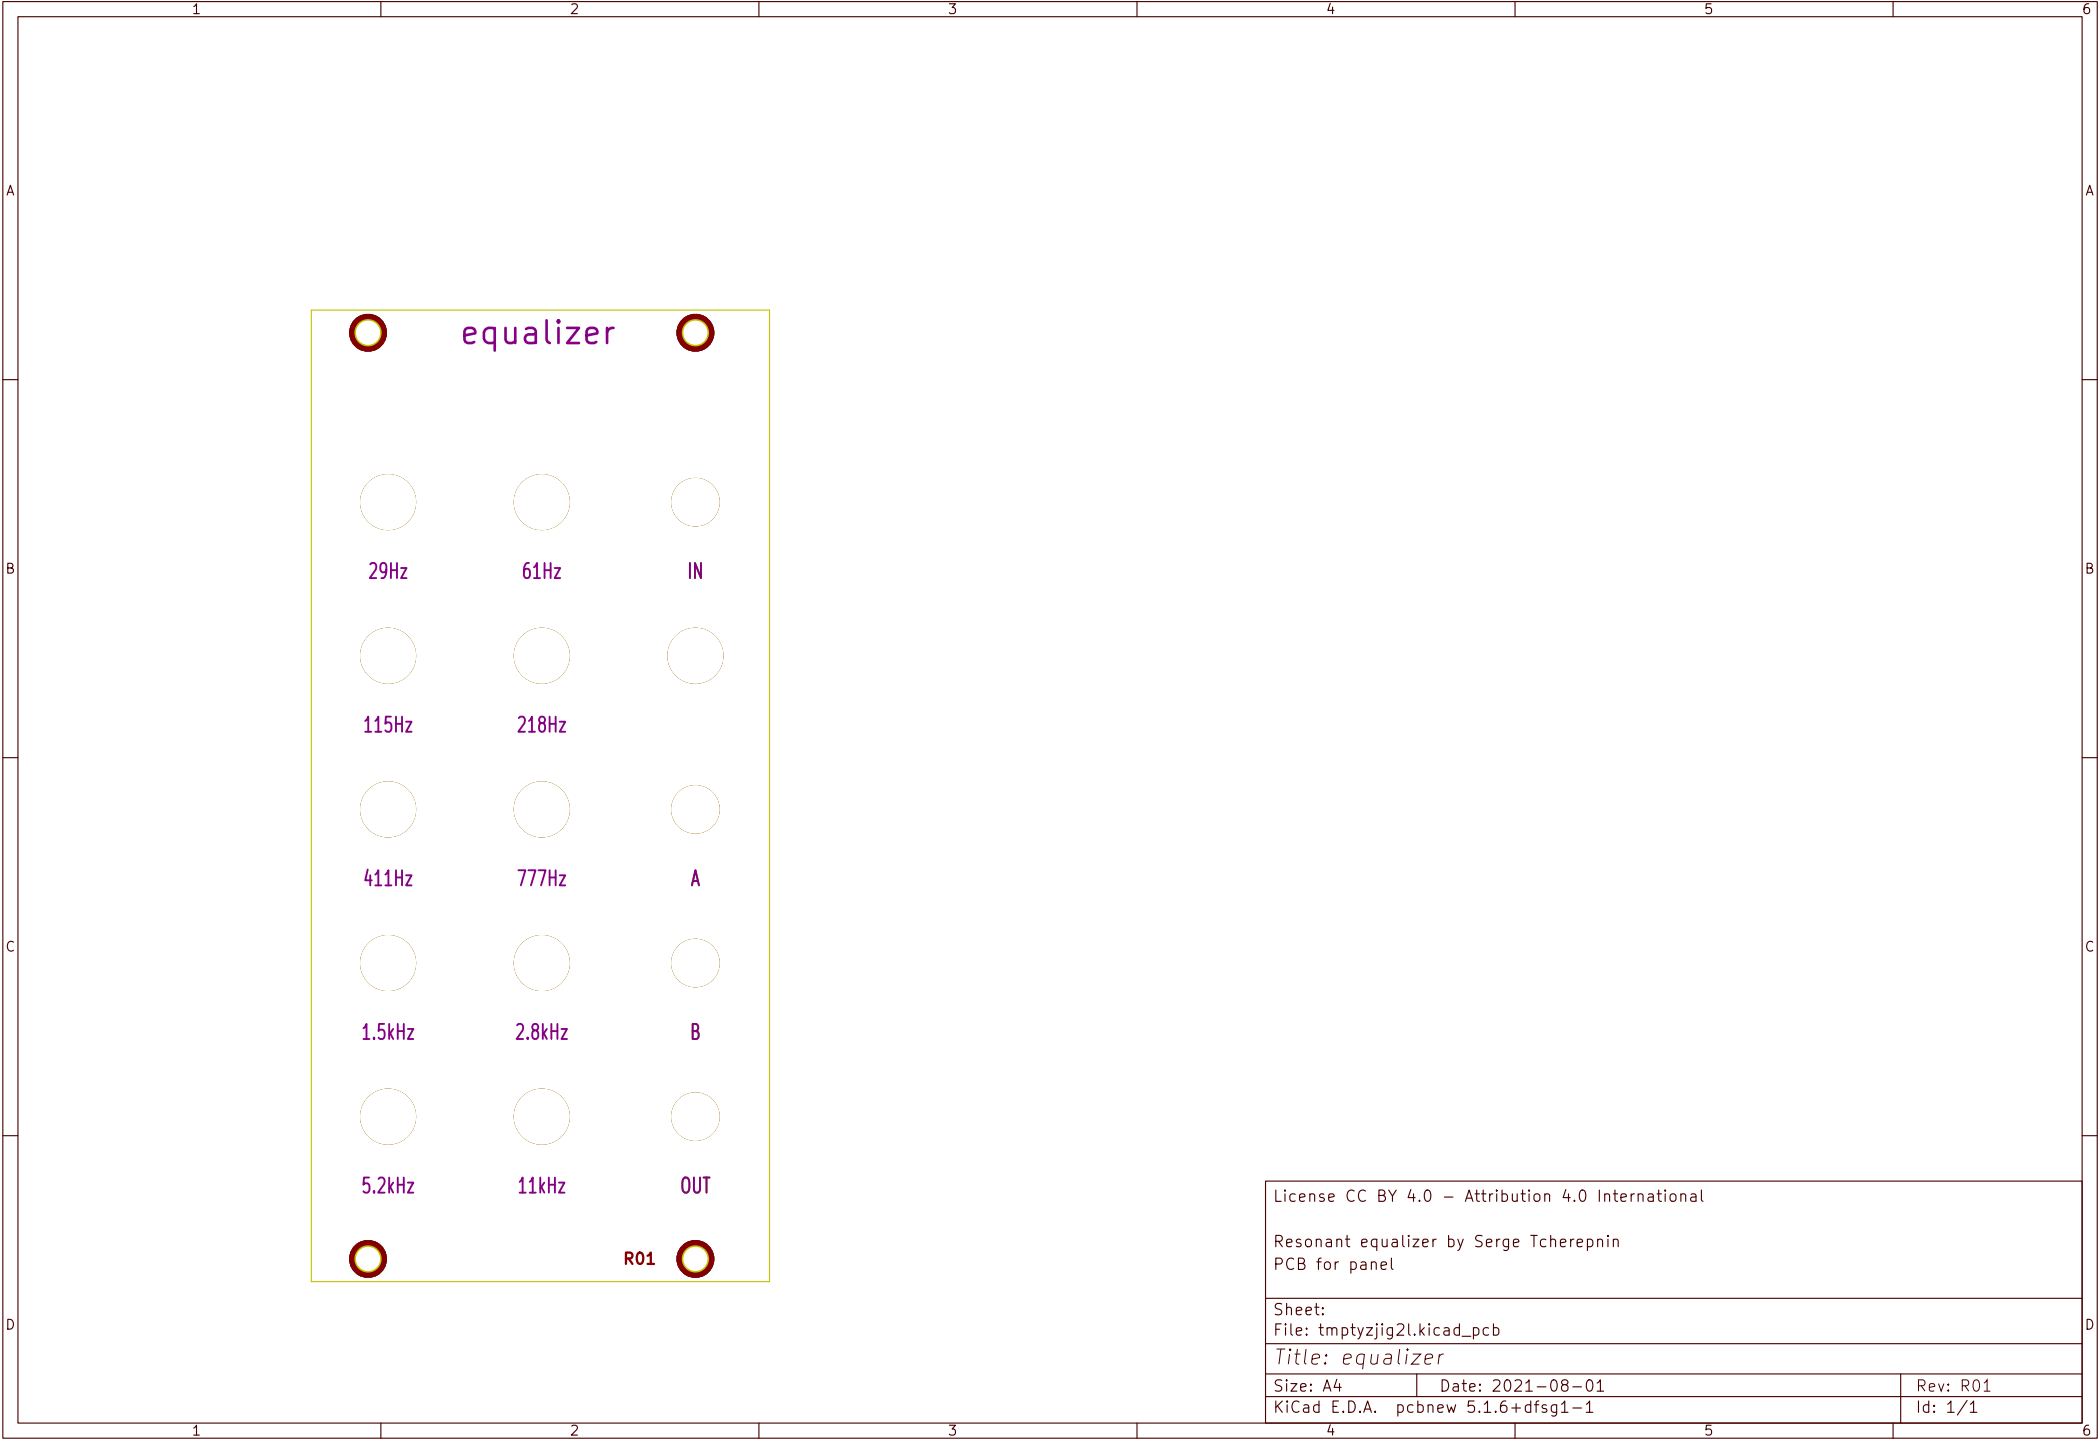 1 2 3 4 5 6
A A
equalizer
B B
29Hz 61Hz IN
115Hz 218Hz
411Hz 777Hz A
C C
1.5kHz 2.8kHz B
5.2kHz 11kHz OUT
R01
License CC BY 4.0 – Attribution 4.0 International
Resonant equalizer by Serge Tcherepnin
PCB for panel
Sheet:
File: tmptyzjig2l.kicad_pcb
D D
Title: equalizer
Size: A4 Date: 2021-08-01 Rev: R01
KiCad E.D.A. pcbnew 5.1.6+dfsg1-1 Id: 1/1
1 2 3 4 5 6